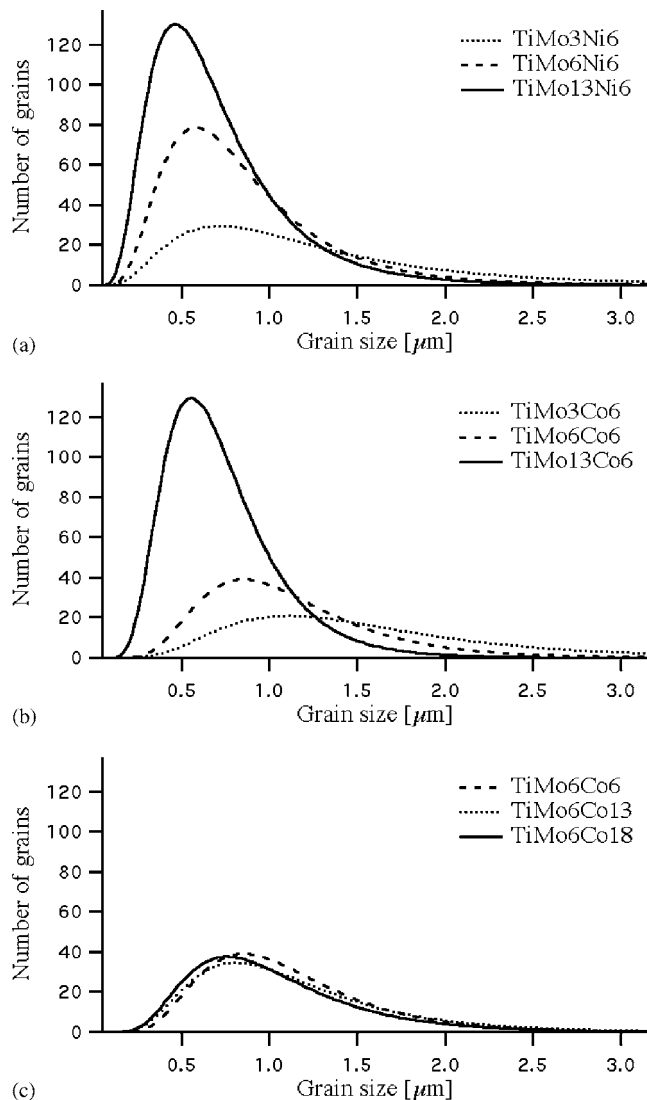 120
100
80
60
40
20
0
Number of grains
TiMo3Ni6
TiMo6Ni6
TiMo13Ni6
0.5 1.0 1.5 2.0 2.5 3.0
Grain size [µm]
(a)
120
100
80
60
40
20
0
Number of grains
TiMo3Co6
TiMo6Co6
TiMo13Co6
0.5 1.0 1.5 2.0 2.5 3.0
Grain size [µm]
(b)
120
100
80
60
40
20
0
Number of grains
TiMo6Co6
TiMo6Co13
TiMo6Co18
0.5 1.0 1.5 2.0 2.5 3.0
Grain size [µm]
(c)